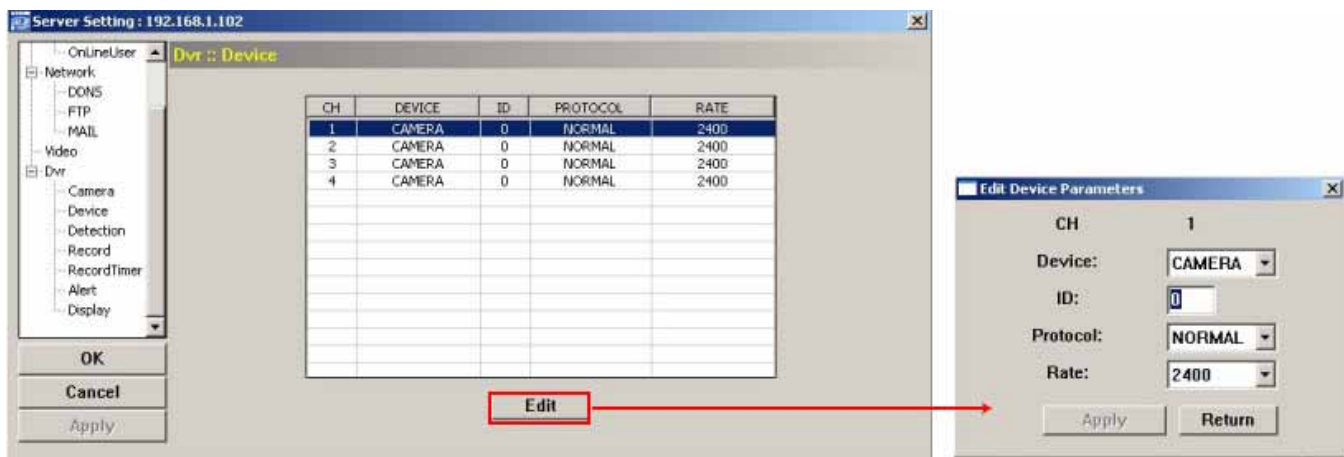 Server Setting : 192.168.1.102
OnLineUser
Network
DDNS
FTP
MAIL
Video
Dvr
Camera
Device
Detection
Record
RecordTimer
Alert
Display
OK
Cancel
Apply
Dvr :: Device
CH DEVICE ID PROTOCOL RATE
1 CAMERA 0 NORMAL 2400
2 CAMERA 0 NORMAL 2400
3 CAMERA 0 NORMAL 2400
4 CAMERA 0 NORMAL 2400
Edit
Edit Device Parameters
CH 1
Device: CAMERA
ID: 0
Protocol: NORMAL
Rate: 2400
Apply Return